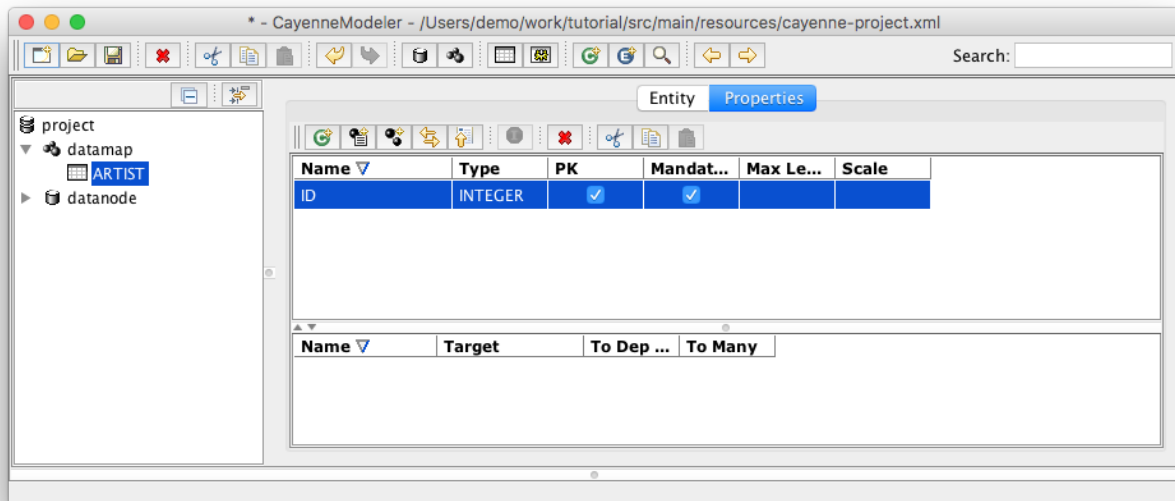 * - CayenneModeler - /Users/demo/work/tutorial/src/main/resources/cayenne-project.xml
Search:
project
datamap
ARTIST
datanode
Entity Properties
Name Type PK Mandat... Max Le... Scale
ID INTEGER
Name Target To Dep ... To Many